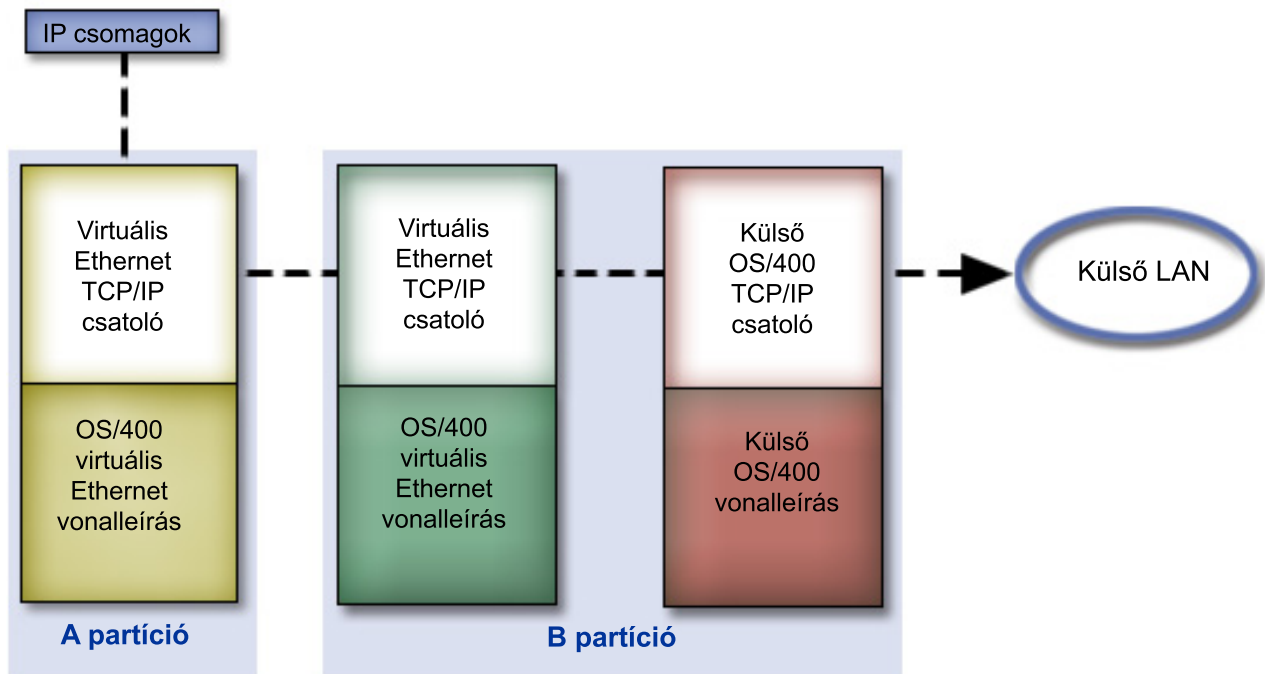 IP csomagok
Virtuális
Ethernet
TCP/IP
csatoló
OS/400
virtuális
Ethernet
vonalleírás
A partíció
Virtuális
Ethernet
TCP/IP
csatoló
OS/400
virtuális
Ethernet
vonalleírás
Külső
OS/400
TCP/IP
csatoló
Külső
OS/400
vonalleírás
B partíció
Külső LAN